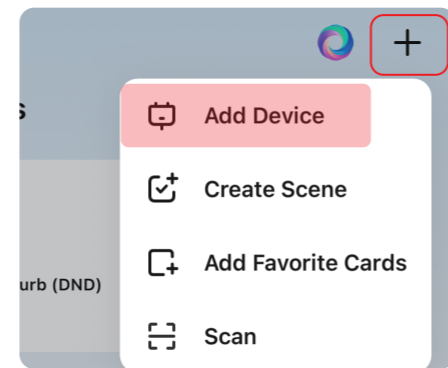 s
Add Device
Create Scene
Add Favorite Cards
urb (DND)
Scan